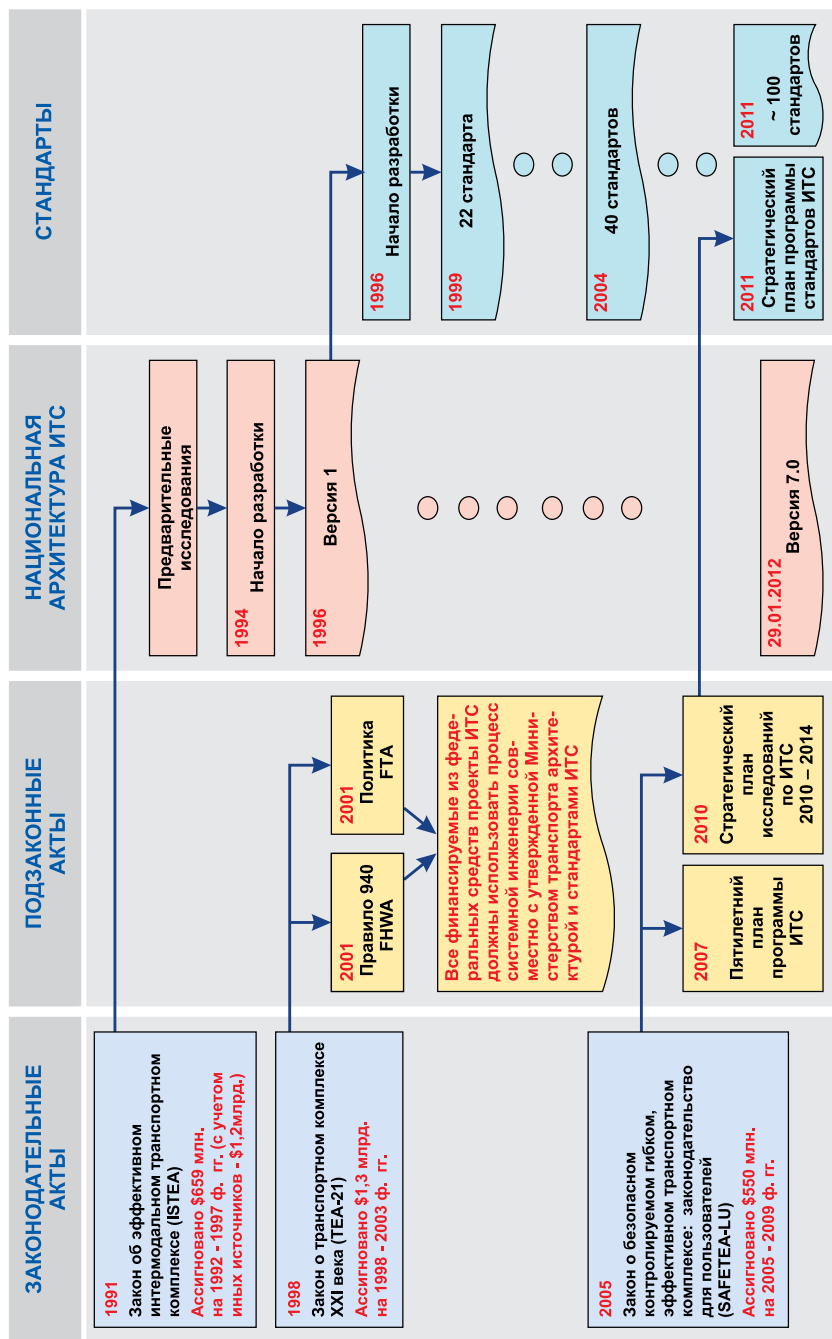 ЗАКОНОДАТЕЛЬНЫЕ
АКТЫ
ПОДЗАКОННЫЕ
АКТЫ
НАЦИОНАЛЬНАЯ
АРХИТЕКТУРА ИТС
СТАНДАРТЫ
1991
Закон об эффективном
интермодальном транспортном
комплексе (ISTEA)
Ассигновано $659 млн.
на 1992 - 1997 ф. гг. (с учетом
иных источников - $1,2млрд.)
1998
Закон о транспортном комплексе
XXI века (TEA-21)
Ассигновано $1,3 млрд.
на 1998 - 2003 ф. гг.
2005
Закон о безопасном
контролируемом гибком,
эффективном транспортном
комплексе: законодательство
для пользователей
(SAFETEA-LU)
Ассигновано $550 млн.
на 2005 - 2009 ф. гг.
2001
Правило 940
FHWA
2001
Политика
FTA
Все финансируемые из феде-
ральных средств проекты ИТС
должны использовать процесс
системной инженерии сов-
местно с утвержденной Мини-
стерством транспорта архите-
ктурой и стандартами ИТС
2007
Пятилетний
план
программы
ИТС
2010
Стратегический
план
исследований
по ИТС
2010 – 2014
Предварительные
исследования
1994
Начало разработки
1996
Версия 1
29.01.2012
Версия 7.0
1996
Начало разработки
1999
22 стандарта
2004
40 стандартов
2011
Стратегический
план программы
стандартов ИТС
2011
~ 100
стандартов